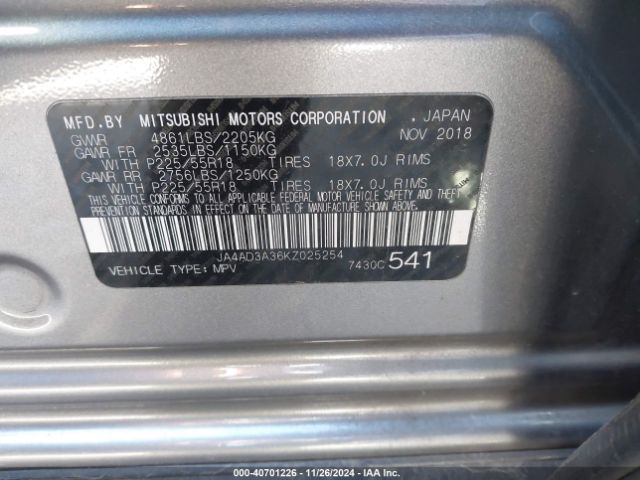 MFD.BY MITSUBISHI MOTORS CORPORATION . JAPAN
GVWR 4861LBS/2205KG NOV 2018
GAWR FR 2535LBS/1150KG
WITH P225/55R18 TIRES 18X7.0J RIMS
GAWR RR 2756LBS/1250KG
WITH P225/55R18 TIRES 18X7.0J RIMS
THIS VEHICLE CONFORMS TO ALL APPLICABLE FEDERAL MOTOR VEHICLE SAFETY AND THEFT
PREVENTION STANDARDS IN EFFECT ON THE DATE OF MANUFACTURE SHOWN ABOVE.
JA4AD3A36KZ025254
VEHICLE TYPE: MPV 7430C 541
000-40701226 - 11/26/2024 - IAA Inc.